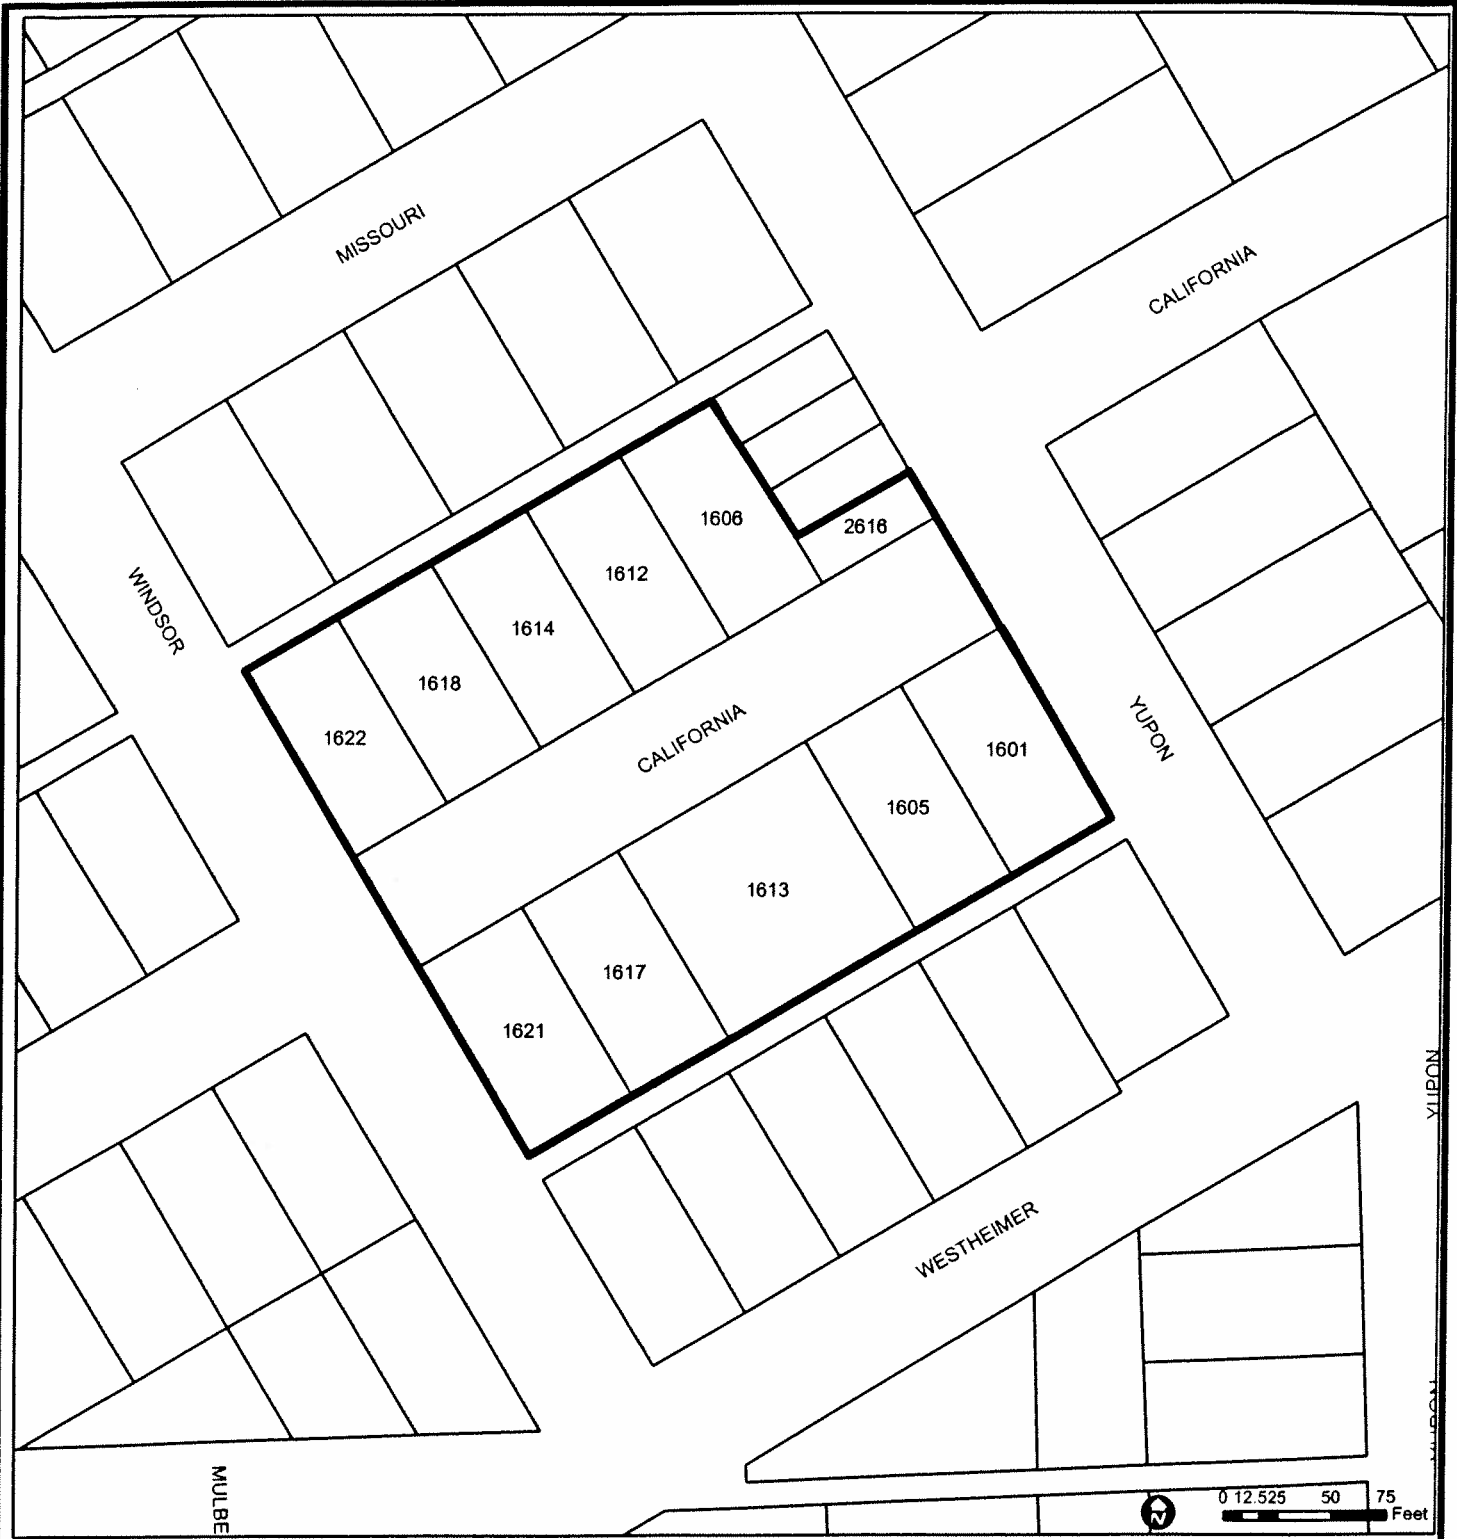 MISSOURI
CALIFORNIA
1606
2616
1612
WINDSOR
1614
1618
1622
CALIFORNIA
YUPON
1601
1605
1613
1617
1621
YUPON
WESTHEIMER
MULBE
N
0 12.525 50 75
Feet